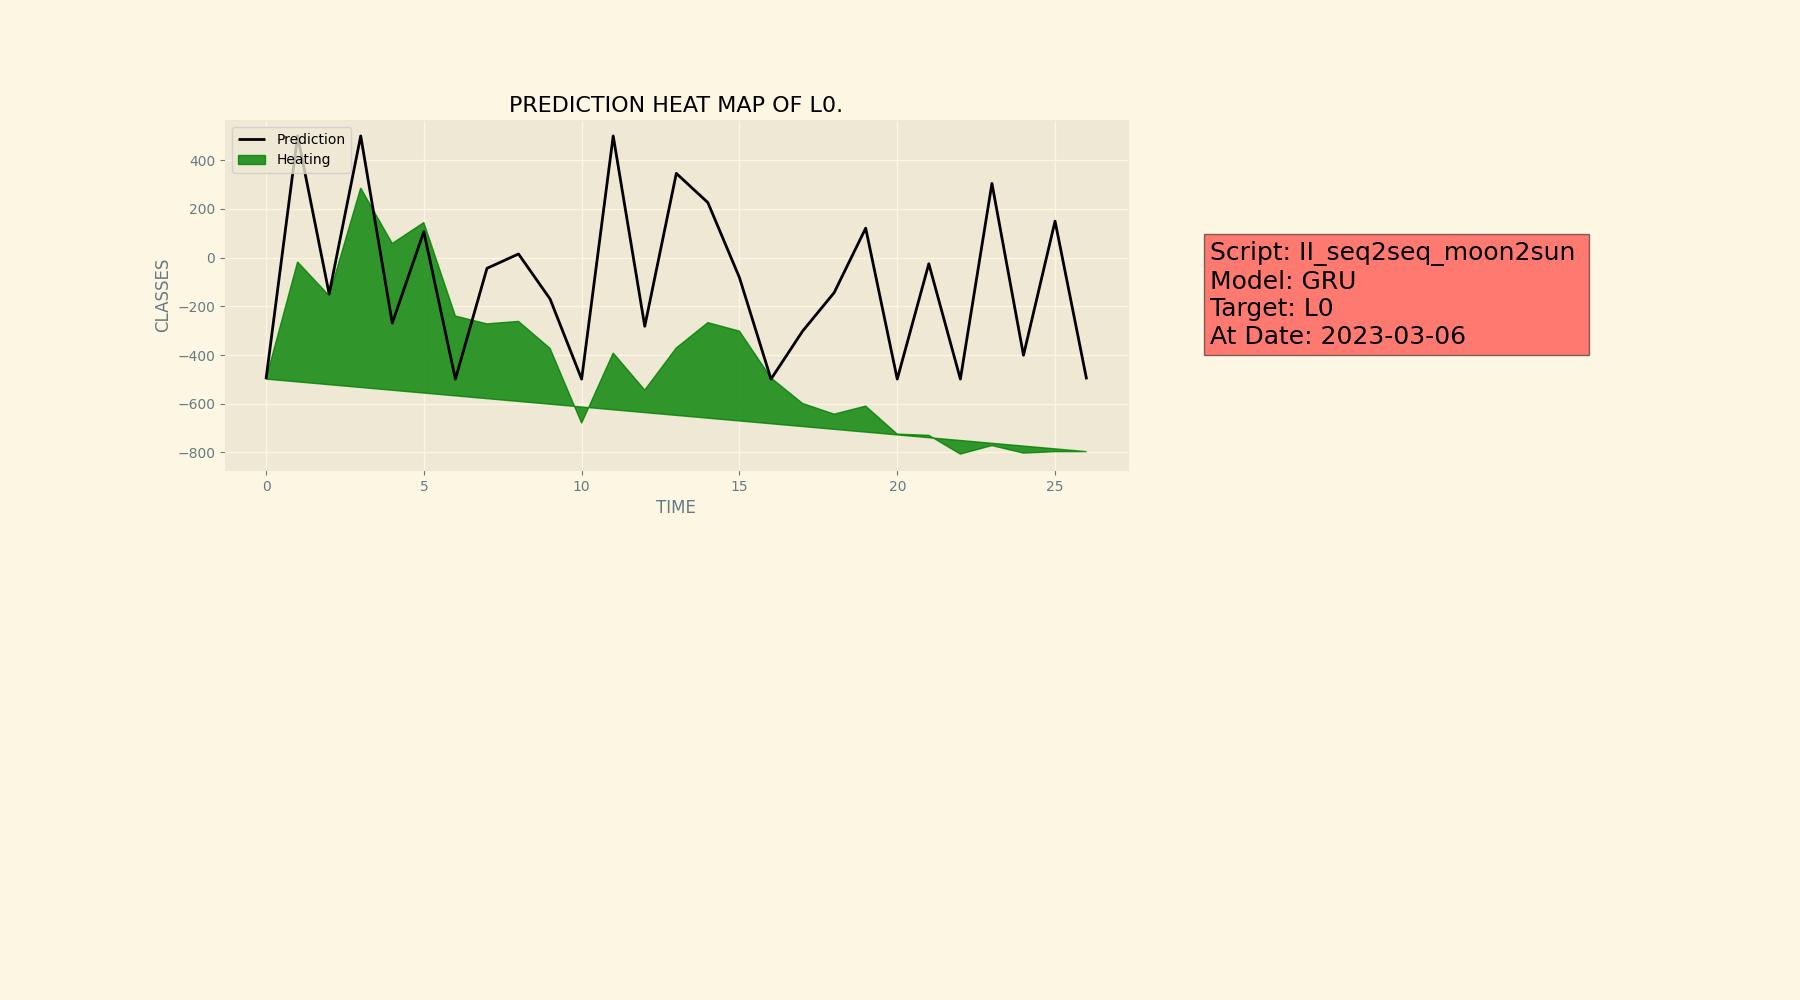 PREDICTION HEAT MAP OF L0.
Prediction
Heating
400
200
0
−200
−400
−600
−800
CLASSES
0 5 10 15 20 25
TIME
Script: II_seq2seq_moon2sun
Model: GRU
Target: L0
At Date: 2023-03-06